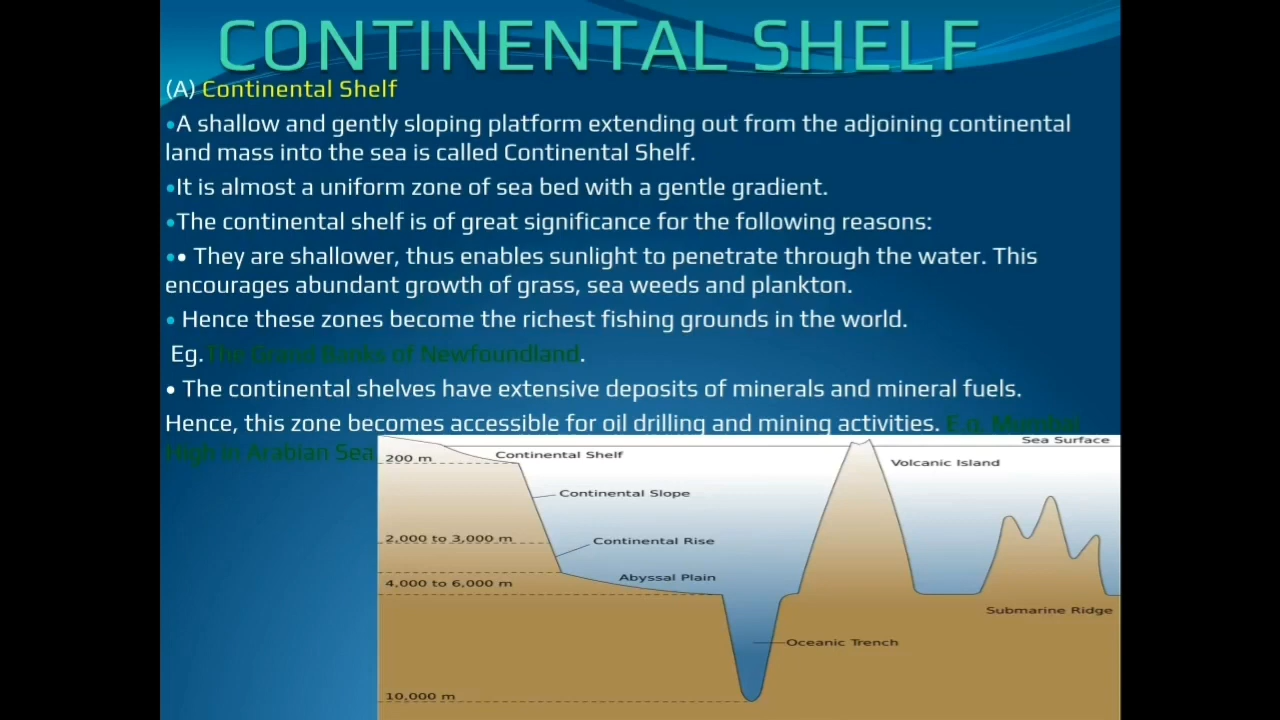 CONTINENTAL SHELF
(A) Continental Shelf
•A shallow and gently sloping platform extending out from the adjoining continental
land mass into the sea is called Continental Shelf.
•It is almost a uniform zone of sea bed with a gentle gradient.
•The continental shelf is of great significance for the following reasons:
•• They are shallower, thus enables sunlight to penetrate through the water. This
encourages abundant growth of grass, sea weeds and plankton.
• Hence these zones become the richest fishing grounds in the world.
Eg.The Grand Banks of Newfoundland.
• The continental shelves have extensive deposits of minerals and mineral fuels.
Hence, this zone becomes accessible for oil drilling and mining activities. Mumbai
High in Arabian Sea
Sea Surface
200 m
Continental Shelf
Volcanic Island
Continental Slope
2,000 to 3,000 m
Continental Rise
4,000 to 6,000 m
Abyssal Plain
Submarine Ridge
Oceanic Trench
10,000 m